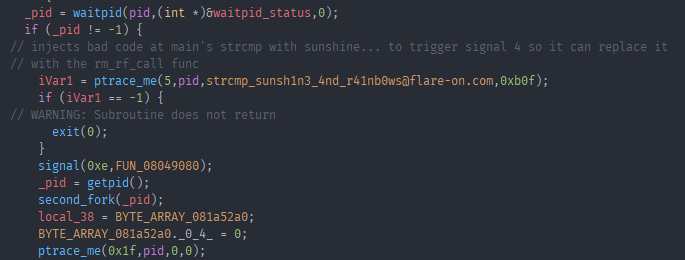 _pid = waitpid(pid,(int *)&waitpid_status,0);
if (_pid != -1) {
// injects bad code at main's strcmp with sunshine... to trigger signal 4 so it can replace it
// with the rm_rf_call func
iVar1 = ptrace_me(5,pid,strcmp_sunsh1n3_4nd_r41nb0ws@flare-on.com,0xb0f);
if (iVar1 == -1) {
// WARNING: Subroutine does not return
exit(0);
}
signal(0xe,FUN_08049080);
_pid = getpid();
second_fork(_pid);
local_38 = BYTE_ARRAY_081a52a0;
BYTE_ARRAY_081a52a0._0_4_ = 0;
ptrace_me(0x1f,pid,0,0);